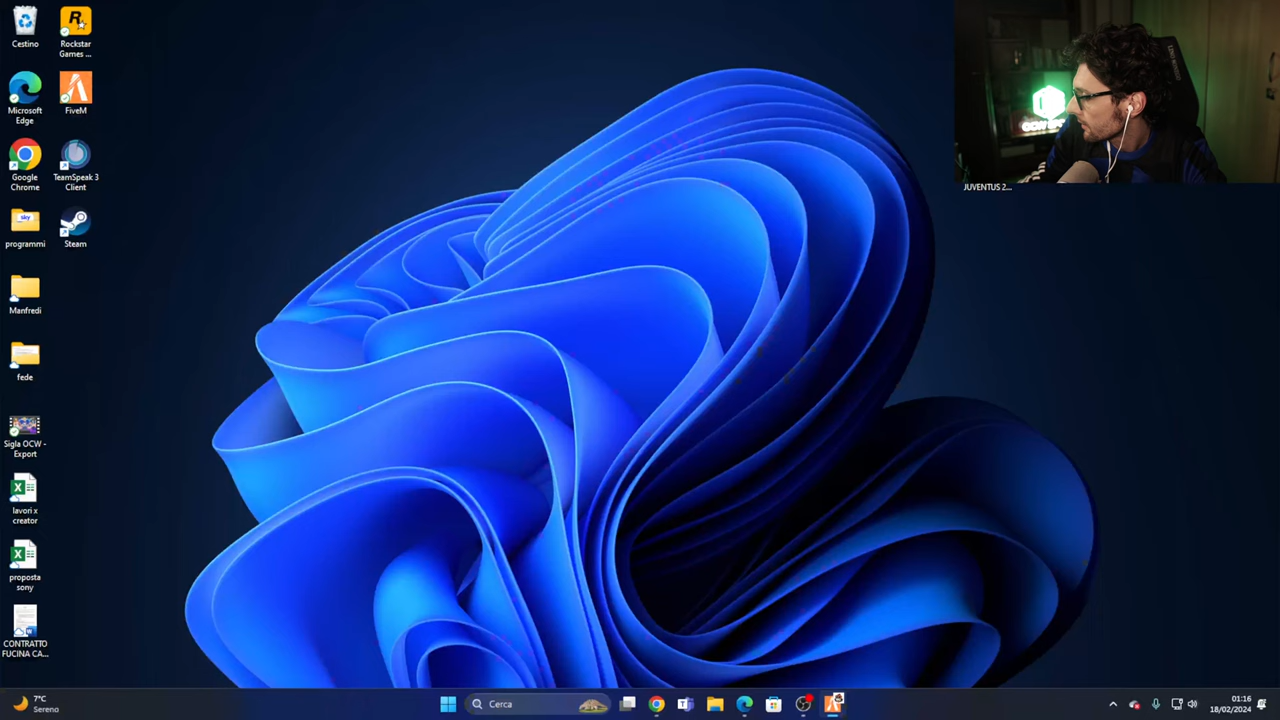 Cestino
Rockstar
Games ...
Microsoft
Edge
FiveM
Google
Chrome
TeamSpeak 3
Client
sky
programmi
Steam
Manfredi
fede
Sigla OCW -
Export
lavori x
creator
proposta
sony
CONTRATTO
FUCINA CA...
JUVENTUS 2...
7°C
Sereno
Cerca
01:16
18/02/2024